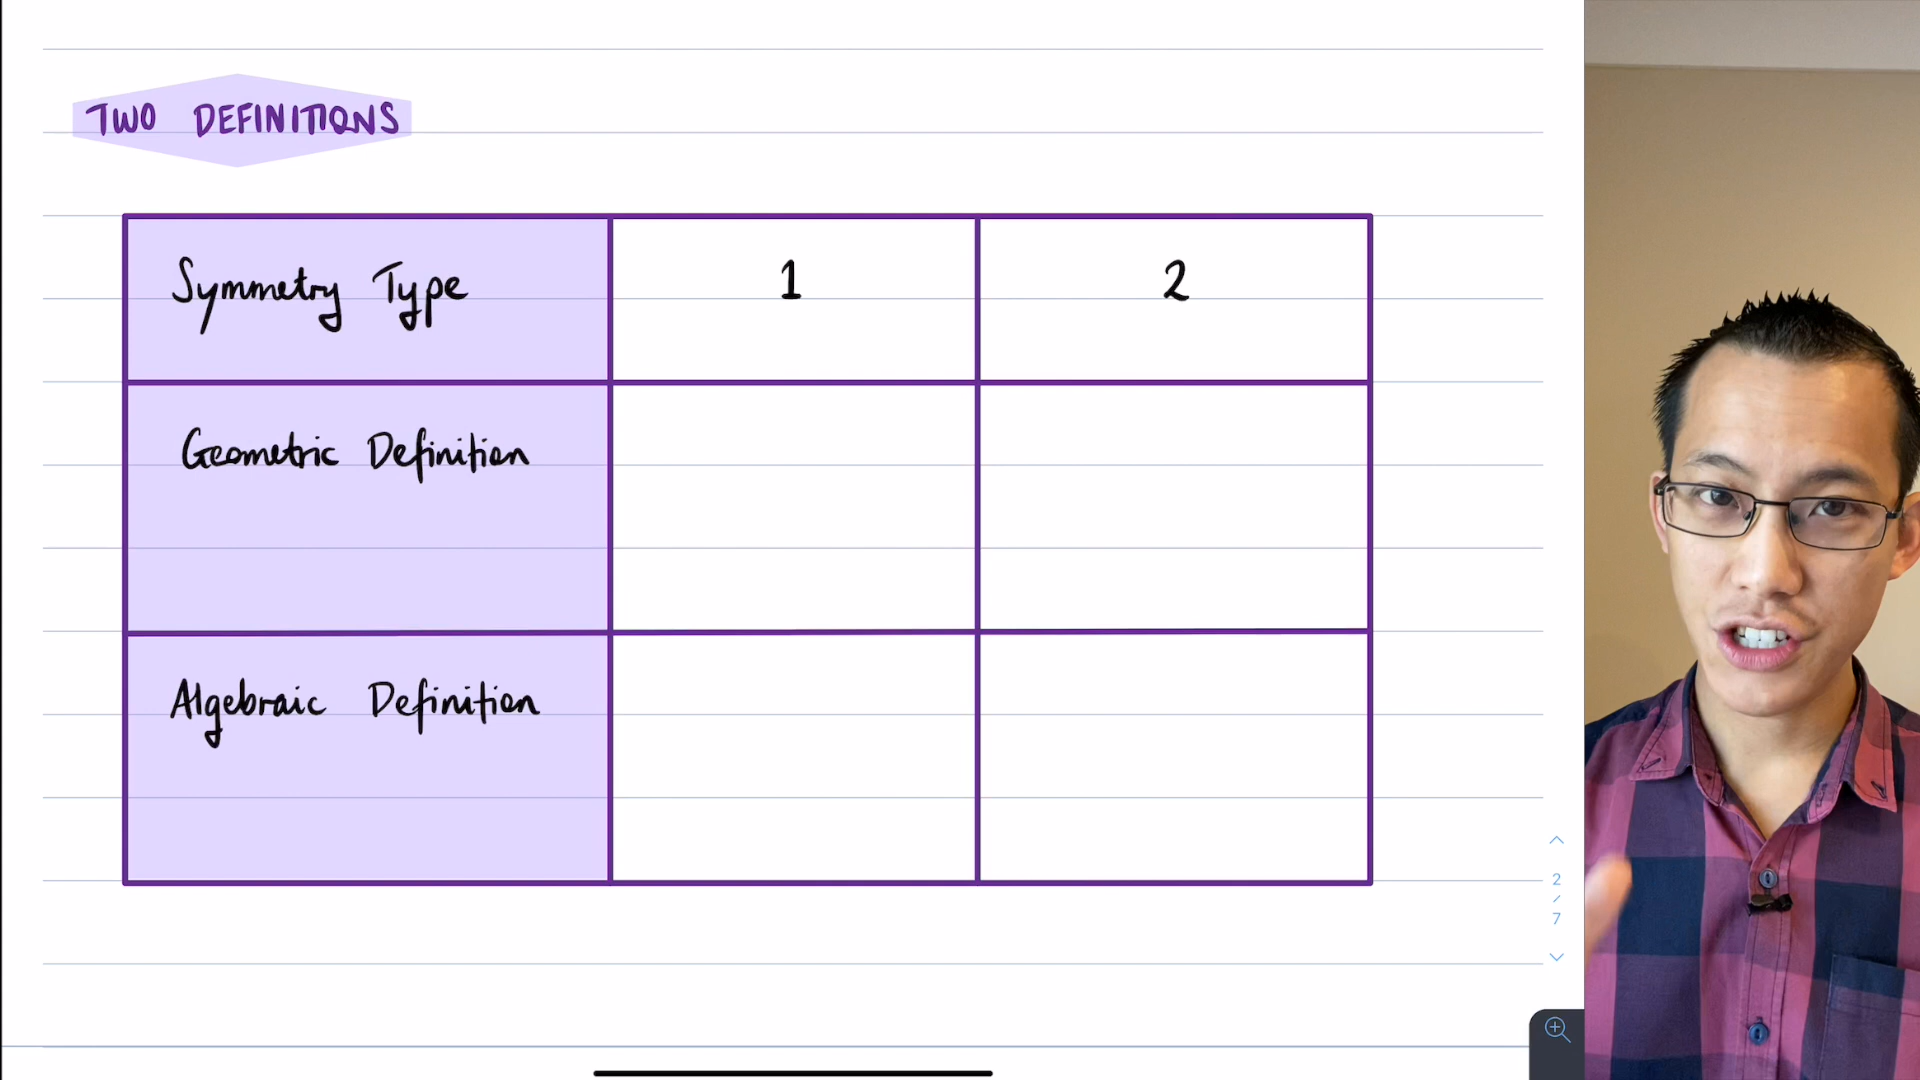 TWO DEFINITIONS
Symmetry Type 1 2
Geometric Definition
Algebraic Definition
2
/
7